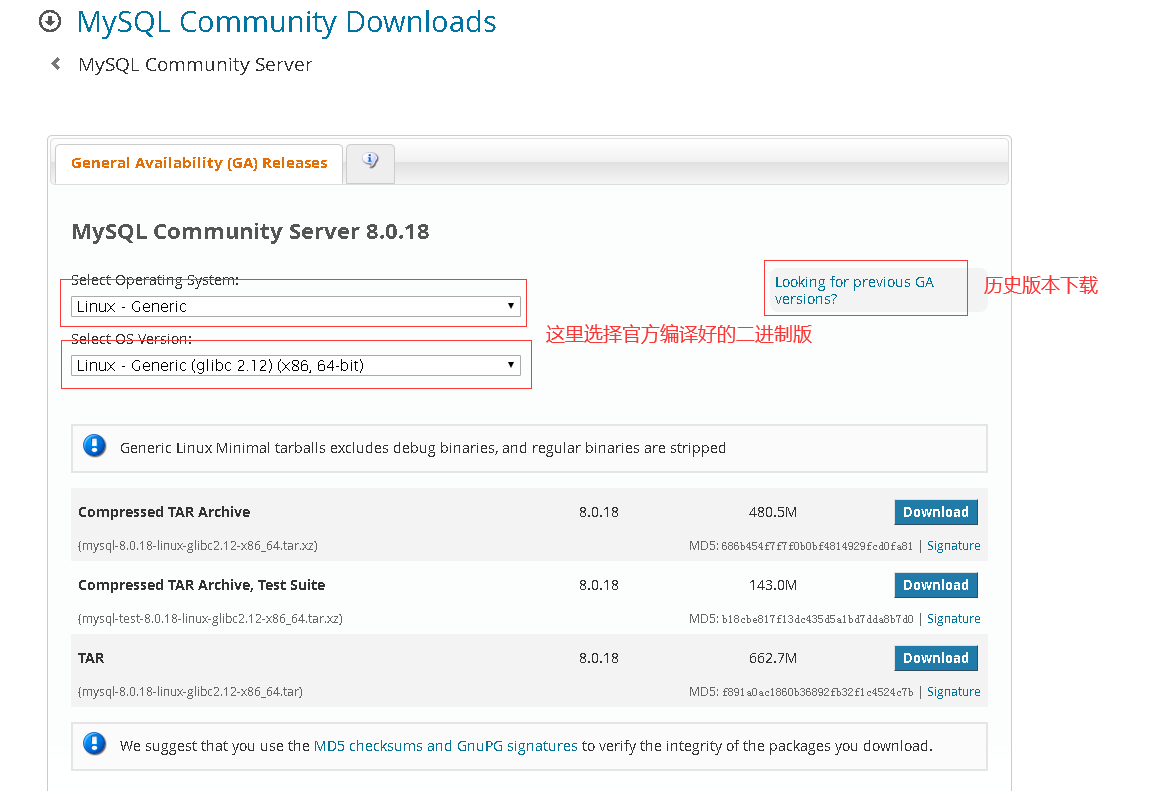 MySQL Community Downloads
MySQL Community Server
General Availability (GA) Releases
MySQL Community Server 8.0.18
Select Operating System:
Looking for previous GA
versions?
历史版本下载
Linux - Generic
这里选择官方编译好的二进制版
Select OS Version:
Linux - Generic (glibc 2.12) (x86, 64-bit)
Generic Linux Minimal tarballs excludes debug binaries, and regular binaries are stripped
Compressed TAR Archive 8.0.18 480.5M Download
(mysql-8.0.18-linux-glibc2.12-x86_64.tar.xz) MD5: 686b454f7f7f0b0bf4814929fcd0fa81 | Signature
Compressed TAR Archive, Test Suite 8.0.18 143.0M Download
(mysql-test-8.0.18-linux-glibc2.12-x86_64.tar.xz) MD5: b18cbe817f13dc435d5a1bd7dda8b7d0 | Signature
TAR 8.0.18 662.7M Download
(mysql-8.0.18-linux-glibc2.12-x86_64.tar) MD5: f891a0ac1860b36892fb32f1c4524c7b | Signature
We suggest that you use the MD5 checksums and GnuPG signatures to verify the integrity of the packages you download.